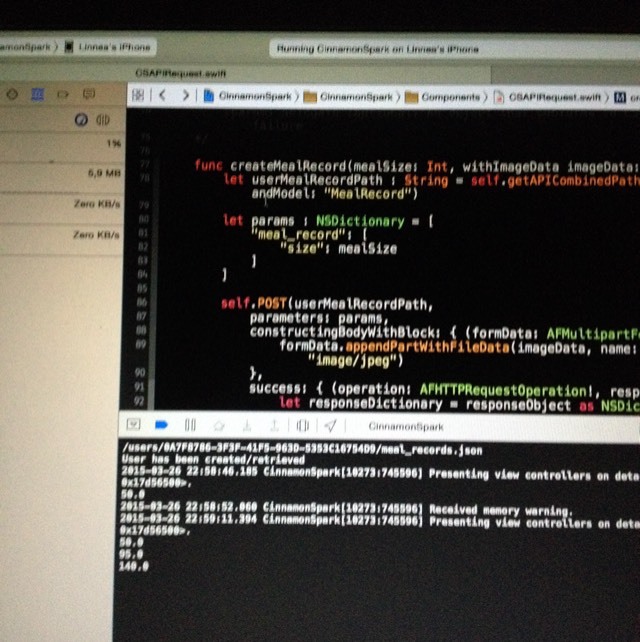 amonSpark > Linnea's iPhone
Running CinnamonSpark on Linnea's iPhone
CSAPIRequest.swift
CinnamonSpark > CinnamonSpark > Components > CSAPIRequest.swift > M
1%
5,9 MB
Zero KB/s
Zero KB/s
75 failure
76 */
77 func createMealRecord(mealSize: Int, withImageData imageData:
78 let userMealRecordPath : String = self.getAPICombinedPath
andModel: "MealRecord")
79
80 let params : NSDictionary = [
81 "meal_record": [
82 "size": mealSize
83 ]
84 ]
85
86 self.POST(userMealRecordPath,
87 parameters: params,
88 constructingBodyWithBlock: { (formData: AFMultipartF
89 formData.appendPartWithFileData(imageData, name:
"image/jpeg")
90 },
91 success: { (operation: AFHTTPRequestOperation!, resp
92 let responseDictionary = responseObject as NSDic
CinnamonSpark
/users/0A7F8786-3F3F-41F5-963D-5353C16754D9/meal_records.json
User has been created/retrieved
2015-03-26 22:58:46.185 CinnamonSpark[10273:745596] Presenting view controllers on deta
0x17d56500>.
50.0
2015-03-26 22:58:52.060 CinnamonSpark[10273:745596] Received memory warning.
2015-03-26 22:59:11.394 CinnamonSpark[10273:745596] Presenting view controllers on deta
0x17d56500>.
50.0
95.0
140.0